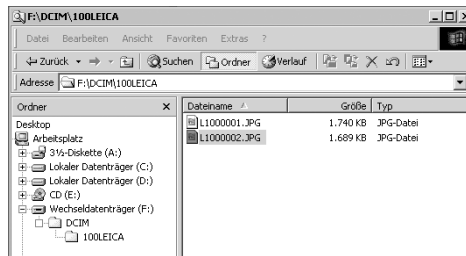 F:\DCIM\100LEICA
Datei Bearbeiten Ansicht Favoriten Extras ?
Zurück Suchen Ordner Verlauf
Adresse F:\DCIM\100LEICA
Ordner x
Dateiname Größe Typ
Desktop
L1000001.JPG 1.740 KB JPG-Datei
Arbeitsplatz
L1000002.JPG 1.689 KB JPG-Datei
3½-Diskette (A:)
Lokaler Datenträger (C:)
Lokaler Datenträger (D:)
CD (E:)
Wechseldatenträger (F:)
DCIM
100LEICA